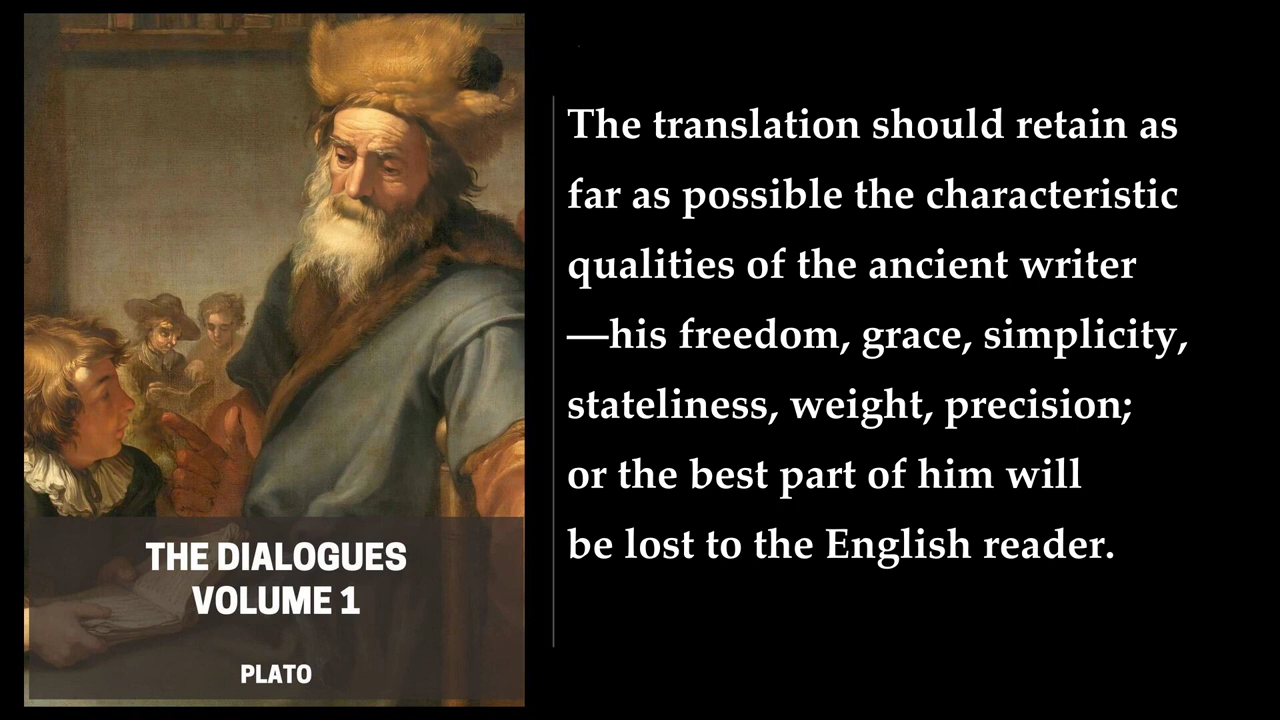 THE DIALOGUES
VOLUME 1
PLATO
The translation should retain as
far as possible the characteristic
qualities of the ancient writer
—his freedom, grace, simplicity,
stateliness, weight, precision;
or the best part of him will
be lost to the English reader.